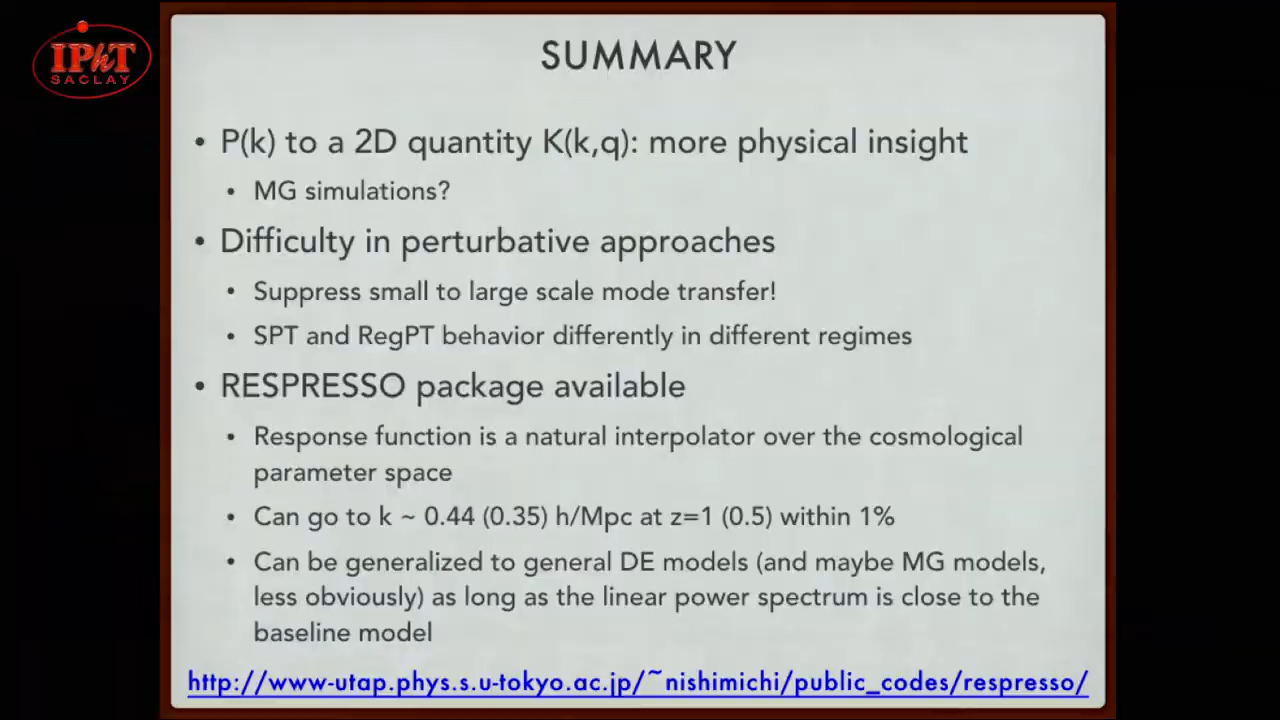 IPhT
SACLAY
SUMMARY
• P(k) to a 2D quantity K(k,q): more physical insight
• MG simulations?
• Difficulty in perturbative approaches
• Suppress small to large scale mode transfer!
• SPT and RegPT behavior differently in different regimes
• RESPRESSO package available
• Response function is a natural interpolator over the cosmological
parameter space
• Can go to k ~ 0.44 (0.35) h/Mpc at z=1 (0.5) within 1%
• Can be generalized to general DE models (and maybe MG models,
less obviously) as long as the linear power spectrum is close to the
baseline model
http://www-utap.phys.s.u-tokyo.ac.jp/~nishimichi/public_codes/respresso/